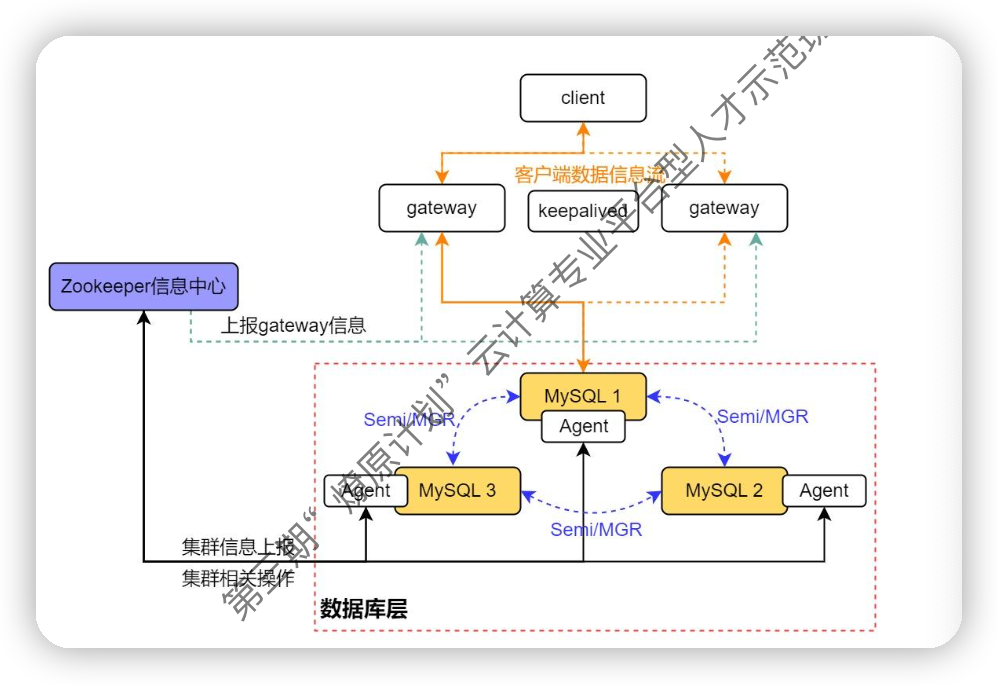 client
客户端数据信息流
gateway
keepalived
gateway
Zookeeper信息中心
上报gateway信息
MySQL 1
Agent
Semi/MGR
Semi/MGR
Agent
MySQL 3
MySQL 2
Agent
Semi/MGR
集群信息上报
集群相关操作
数据库层
第三期“燎原计划” 云计算专业平台型人才示范